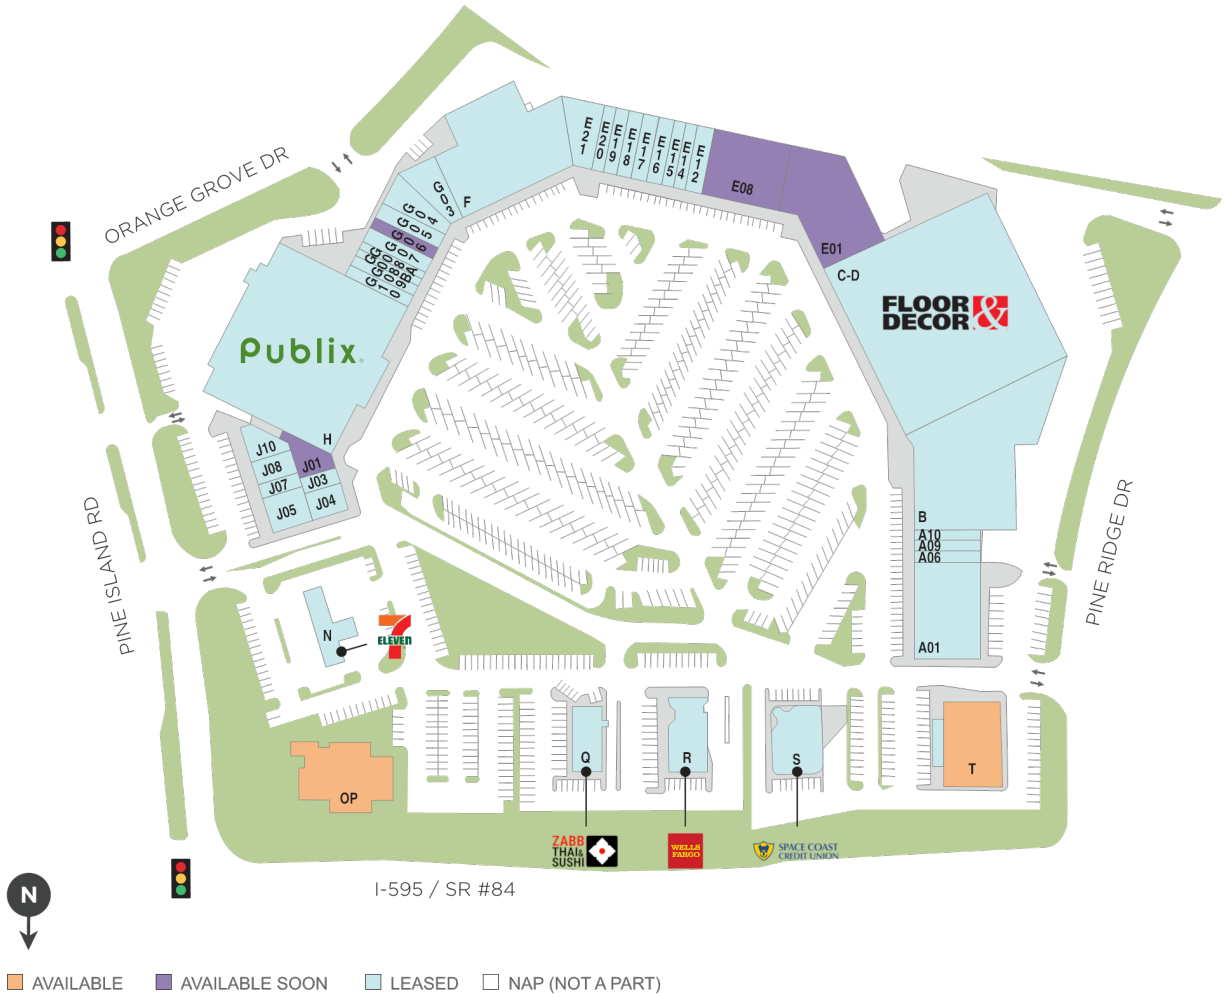 ORANGE GROVE DR
E21
E20
E19
E18
E17
E16
E15
E14
E12
E08
E01
G03
F
G04
G05
G06
G07
G08A
G08B
G09
G10
C-D
FLOOR & DECOR
Publix
H
J10
J01
J08
J03
J07
J04
J05
B
A10
A09
A06
A01
PINE ISLAND RD
PINE RIDGE DR
N
7
ELEVEN
OP
Q
R
S
T
ZABB
THAI &
SUSHI
WELLS
FARGO
SPACE COAST
CREDIT UNION
I-595 / SR #84
N
AVAILABLE
AVAILABLE SOON
LEASED
NAP (NOT A PART)